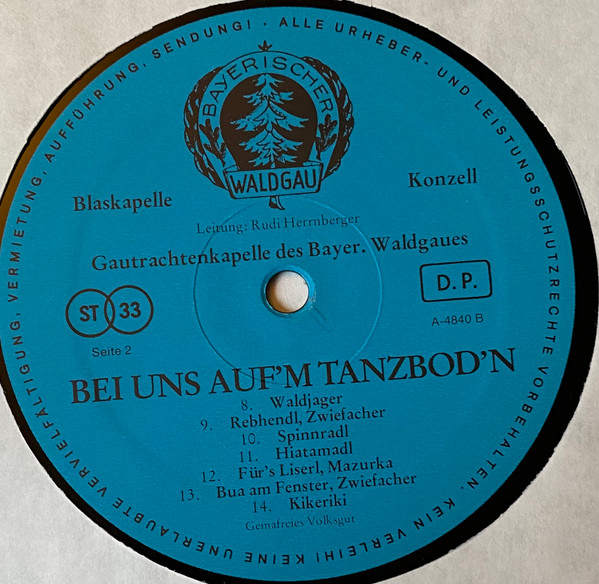 ALLE URHEBER- UND LEISTUNGSSCHUTZRECHTE VORBEHALTEN · KEIN VERLEIH! KEINE UNERLAUBTE VERVIELFÄLTIGUNG, VERMIETUNG, AUFFÜHRUNG, SENDUNG! ·
BAYERISCHER
WALDGAU
Blaskapelle
Konzell
Leitung: Rudi Herrnberger
Gautrachtenkapelle des Bayer. Waldgaues
ST 33
D. P.
Seite 2
A-4840 B
BEI UNS AUF'M TANZBOD'N
8. Waldjager
9. Rebhendl, Zwiefacher
10. Spinnradl
11. Hiatamadl
12. Für's Liserl, Mazurka
13. Bua am Fenster, Zwiefacher
14. Kikeriki
Gemafreies Volksgut